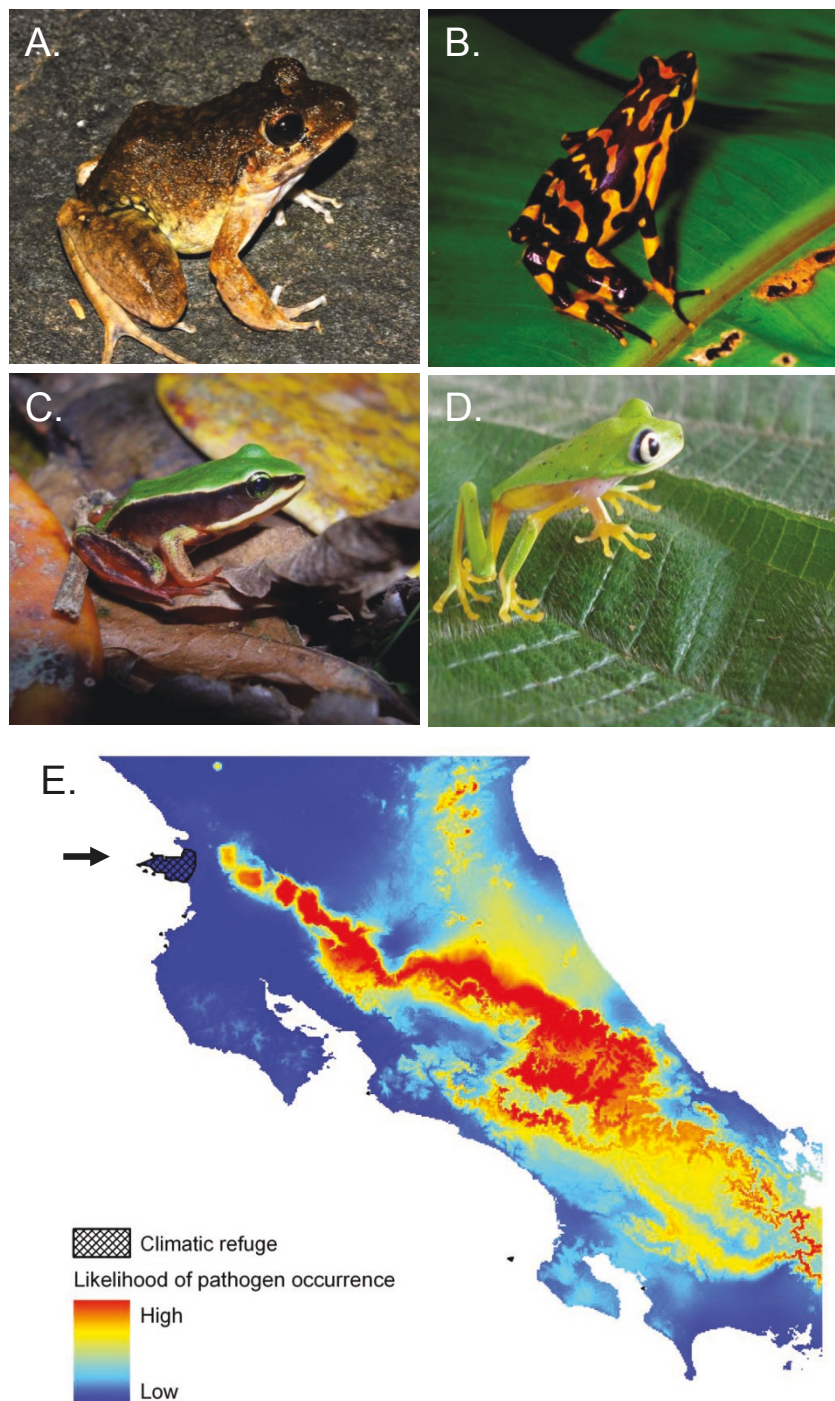 A.
B.
C.
D.
E.
Climatic refuge
Likelihood of pathogen occurrence
High
Low